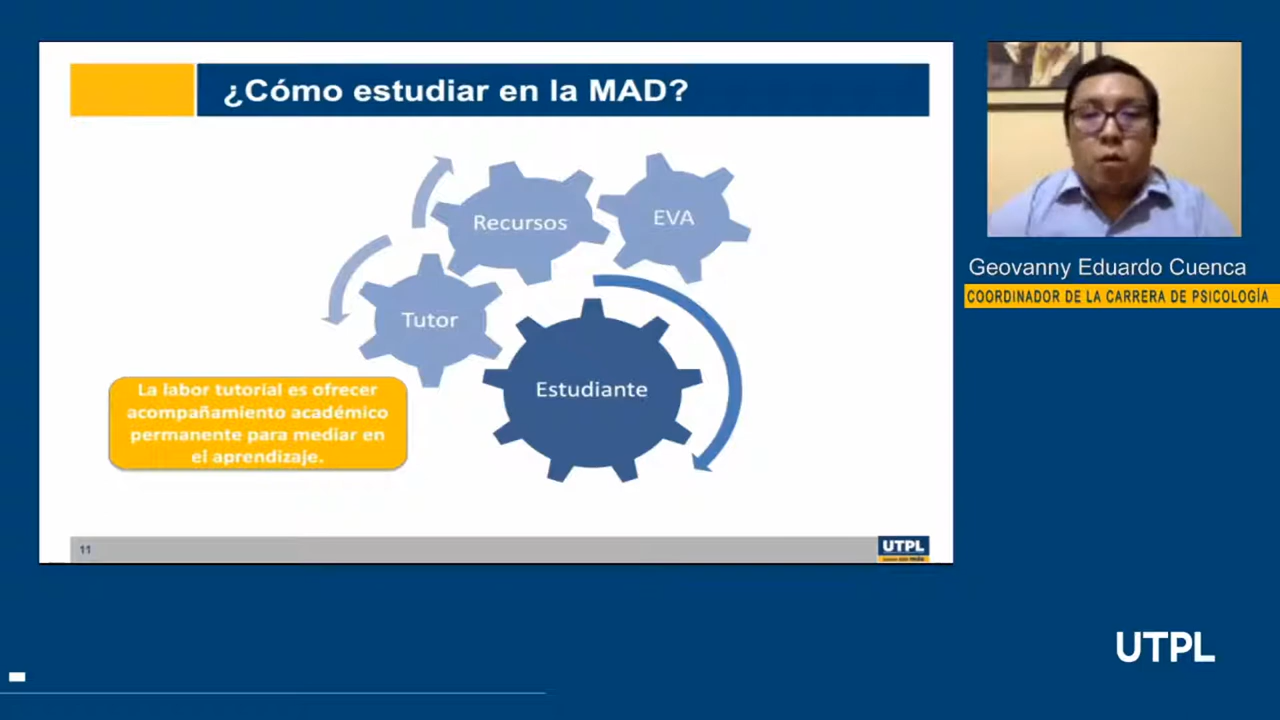 ¿Cómo estudiar en la MAD?
Recursos
EVA
Tutor
Estudiante
La labor tutorial es ofrecer
acompañamiento académico
permanente para mediar en
el aprendizaje.
11
UTPL
Geovanny Eduardo Cuenca
COORDINADOR DE LA CARRERA DE PSICOLOGÍA
UTPL